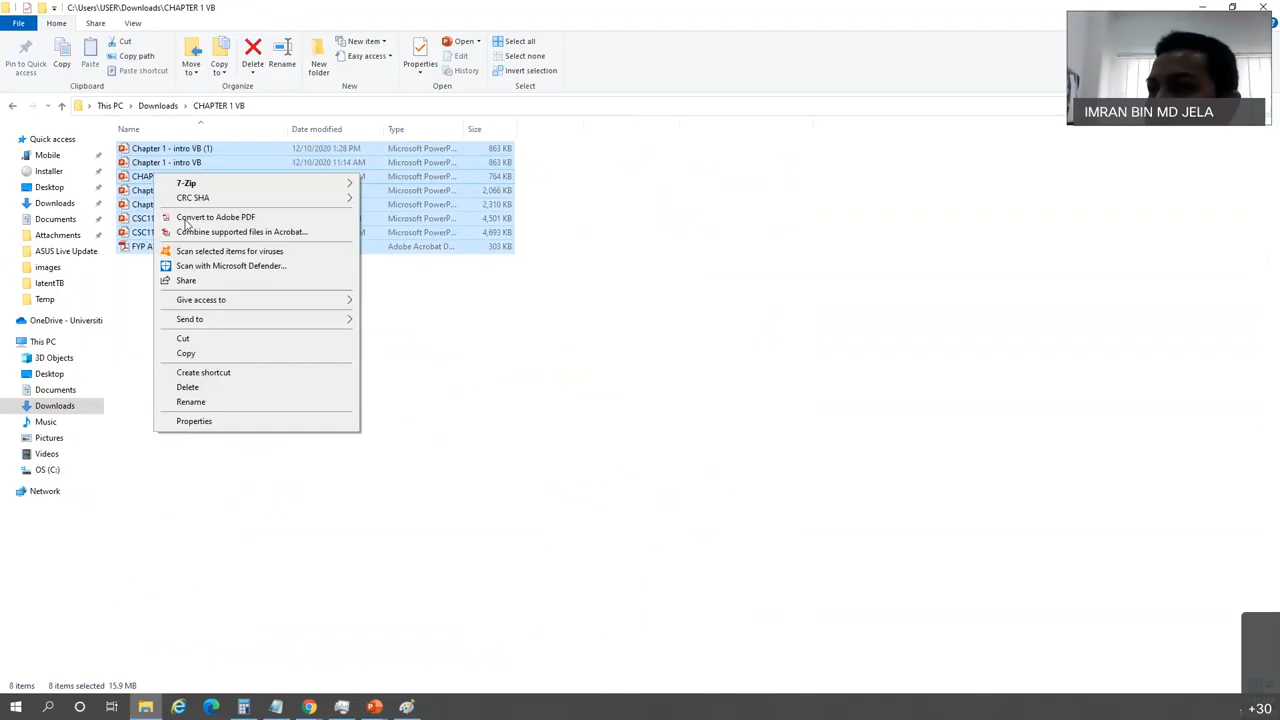 C:\Users\USER\Downloads\CHAPTER 1 VB
File Home Share View
Pin to Quick access
Copy
Paste
Cut
Copy path
Paste shortcut
Clipboard
Move to
Copy to
Delete
Rename
Organize
New folder
New item
Easy access
New
Properties
Open
Edit
History
Open
Select all
Select none
Invert selection
Select
IMRAN BIN MD JELA
This PC Downloads CHAPTER 1 VB
Name Date modified Type Size
Quick access
Mobile
Installer
Desktop
Downloads
Documents
Attachments
ASUS Live Update
images
latentTB
Temp
OneDrive - Universiti
This PC
3D Objects
Desktop
Documents
Downloads
Music
Pictures
Videos
OS (C:)
Network
Chapter 1 - intro VB (1) 12/10/2020 1:28 PM Microsoft PowerP... 863 KB
Chapter 1 - intro VB 12/10/2020 11:14 AM Microsoft PowerP... 863 KB
CHAP Microsoft PowerP... 764 KB
Chapt Microsoft PowerP... 2,066 KB
Chapt Microsoft PowerP... 2,310 KB
CSC11 Microsoft PowerP... 4,501 KB
CSC11 Microsoft PowerP... 4,693 KB
FYP A Adobe Acrobat D... 303 KB
7-Zip
CRC SHA
Convert to Adobe PDF
Combine supported files in Acrobat...
Scan selected items for viruses
Scan with Microsoft Defender...
Share
Give access to
Send to
Cut
Copy
Create shortcut
Delete
Rename
Properties
8 items 8 items selected 15.9 MB
+30